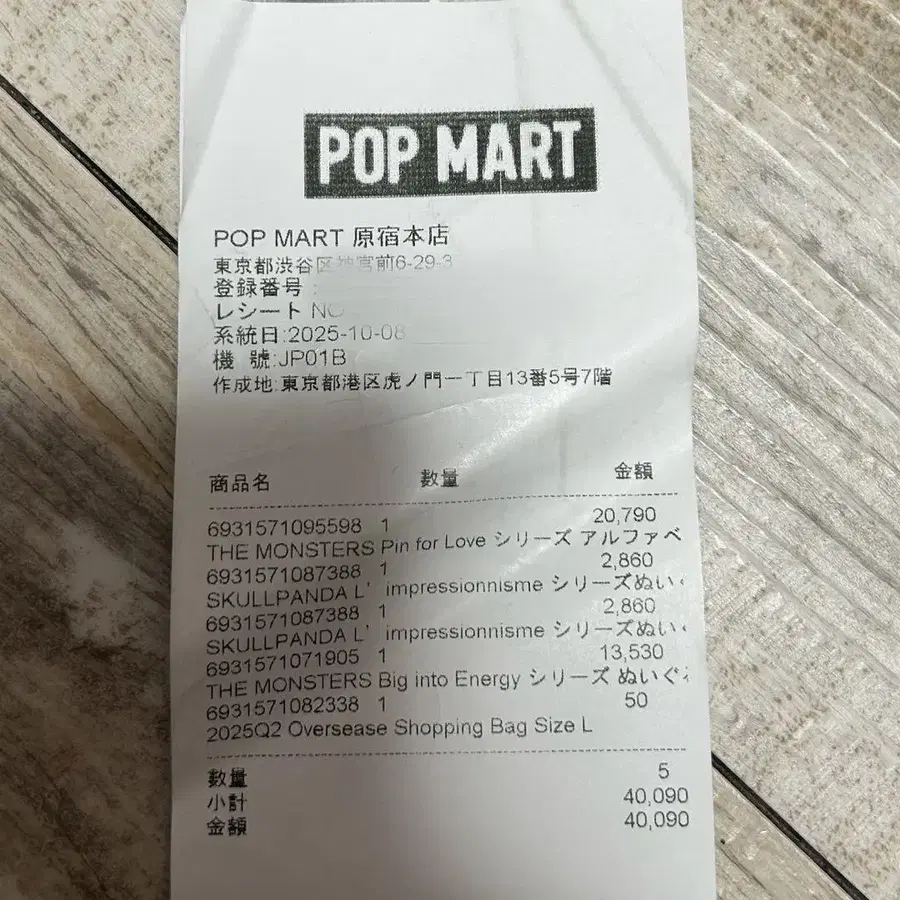 POP MART
POP MART 原宿本店
東京都渋谷区神宮前6-29-3
登録番号 :
レシート NO
系統日:2025-10-08
機 號:JP01B
作成地:東京都港区虎ノ門一丁目13番5号7階
商品名 数量 金額
6931571095598 1 20,790
THE MONSTERS Pin for Love シリーズ アルファベ
6931571087388 1 2,860
SKULLPANDA L' impressionnisme シリーズぬいぐ
6931571087388 1 2,860
SKULLPANDA L' impressionnisme シリーズぬい
6931571071905 1 13,530
THE MONSTERS Big into Energy シリーズ ぬいぐ
6931571082338 1 50
2025Q2 Oversease Shopping Bag Size L
数量 5
小計 40,090
金額 40,090